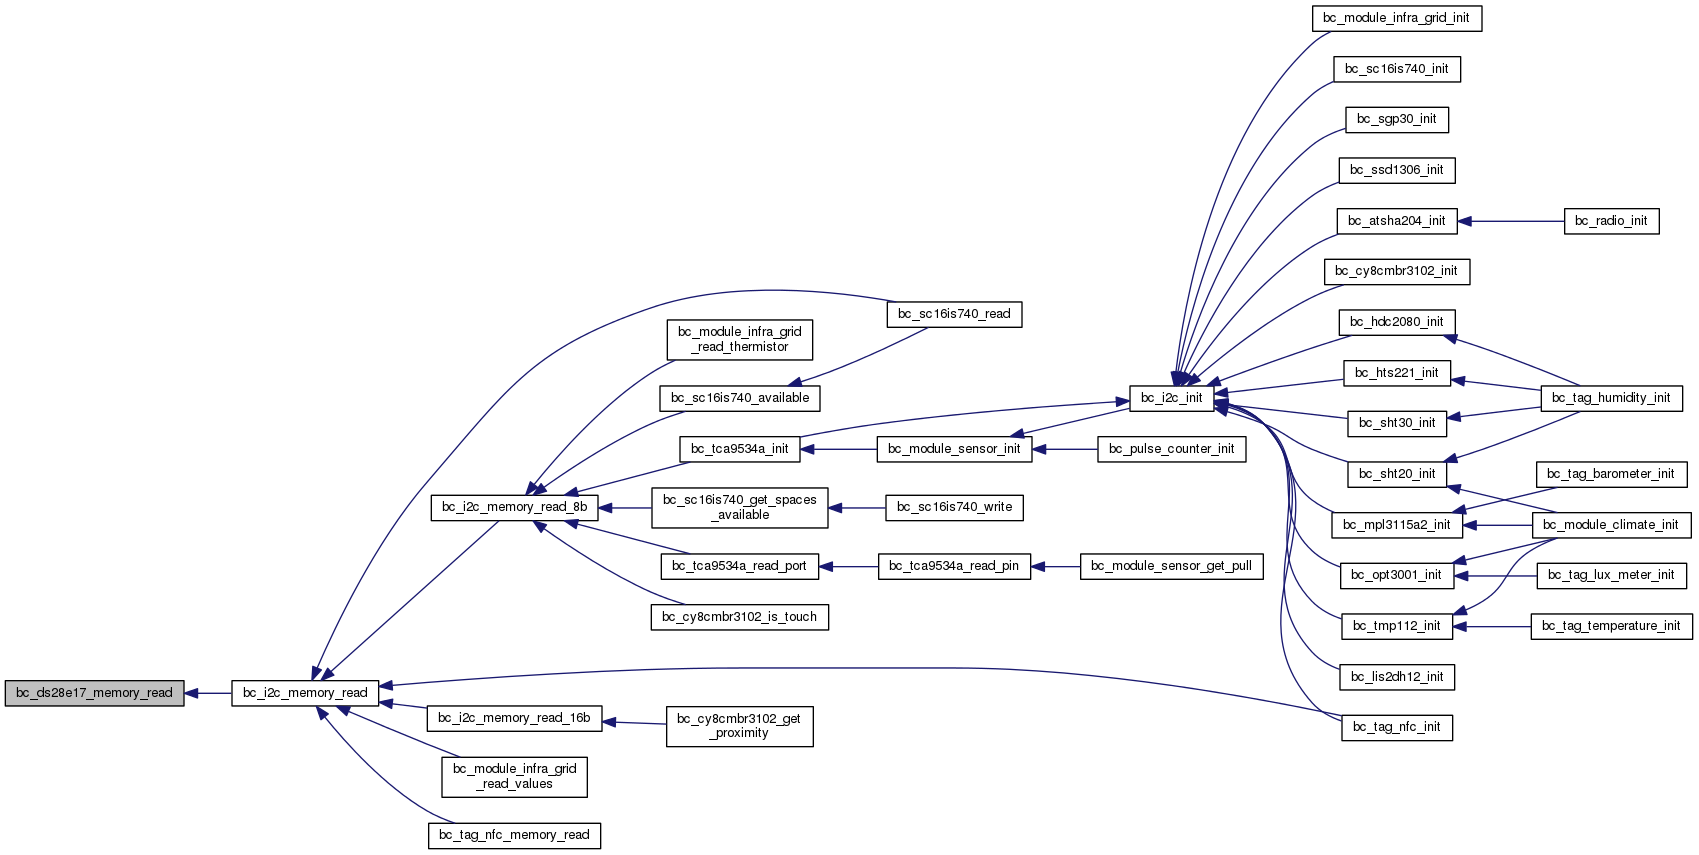 bc_module_infra_grid_init
bc_sc16is740_init
bc_sgp30_init
bc_ssd1306_init
bc_atsha204_init
bc_radio_init
bc_cy8cmbr3102_init
bc_sc16is740_read
bc_hdc2080_init
bc_module_infra_grid
_read_thermistor
bc_hts221_init
bc_sc16is740_available
bc_i2c_init
bc_tag_humidity_init
bc_sht30_init
bc_tca9534a_init
bc_module_sensor_init
bc_pulse_counter_init
bc_sht20_init
bc_tag_barometer_init
bc_i2c_memory_read_8b
bc_sc16is740_get_spaces
_available
bc_sc16is740_write
bc_mpl3115a2_init
bc_module_climate_init
bc_tca9534a_read_port
bc_tca9534a_read_pin
bc_module_sensor_get_pull
bc_opt3001_init
bc_tag_lux_meter_init
bc_cy8cmbr3102_is_touch
bc_tmp112_init
bc_tag_temperature_init
bc_lis2dh12_init
bc_ds28e17_memory_read
bc_i2c_memory_read
bc_i2c_memory_read_16b
bc_cy8cmbr3102_get
_proximity
bc_tag_nfc_init
bc_module_infra_grid
_read_values
bc_tag_nfc_memory_read